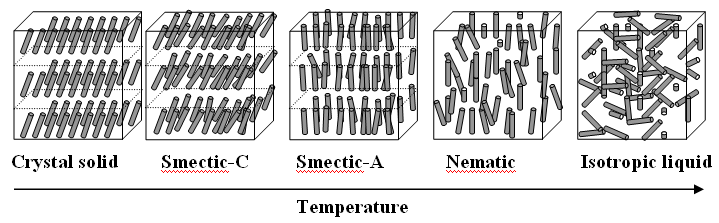 Crystal solid Smectic-C Smectic-A Nematic Isotropic liquid
Temperature